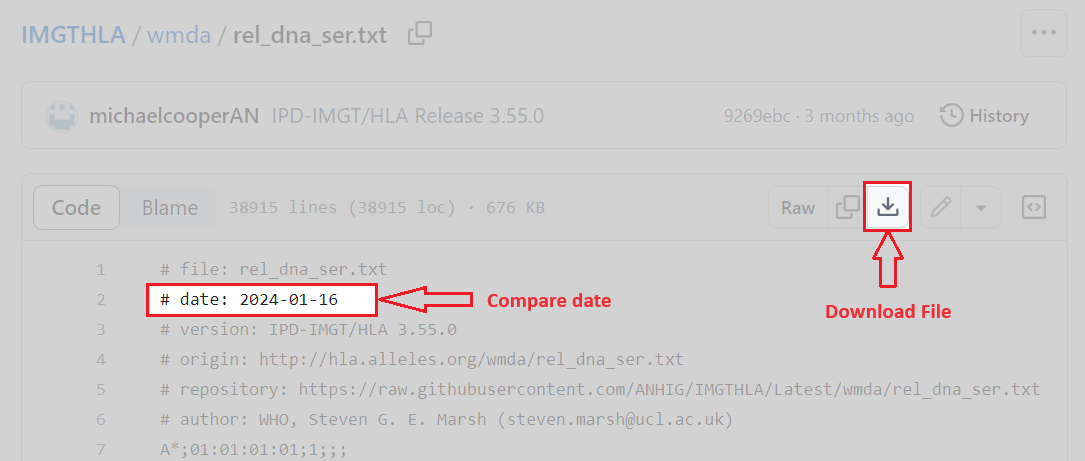 IMGTHLA / wmda / rel_dna_ser.txt
michaelcooperAN IPD-IMGT/HLA Release 3.55.0 9269ebc · 3 months ago History
Code Blame 38915 lines (38915 loc) · 676 KB Raw
1 # file: rel_dna_ser.txt
2 # date: 2024-01-16 Compare date
Download File
3 # version: IPD-IMGT/HLA 3.55.0
4 # origin: http://hla.alleles.org/wmda/rel_dna_ser.txt
5 # repository: https://raw.githubusercontent.com/ANHIG/IMGTHLA/Latest/wmda/rel_dna_ser.txt
6 # author: WHO, Steven G. E. Marsh (steven.marsh@ucl.ac.uk)
7 A*;01:01:01:01;1;;;